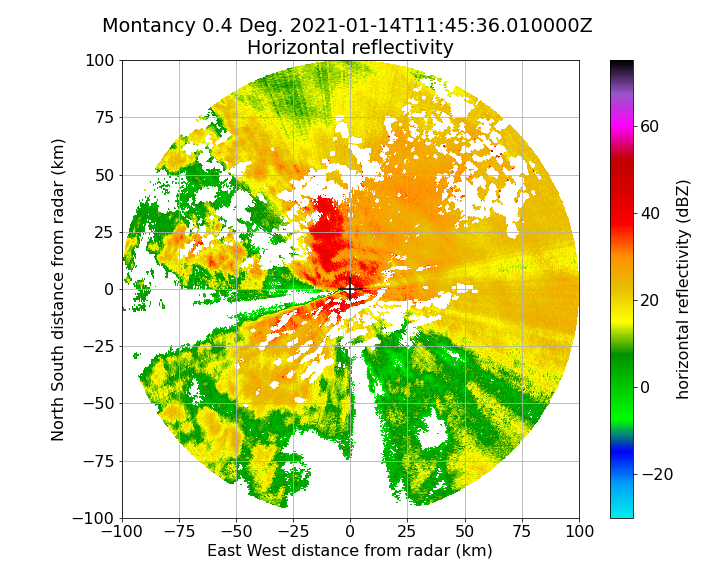 Montancy 0.4 Deg. 2021-01-14T11:45:36.010000Z
Horizontal reflectivity
North South distance from radar (km)
100
75
50
25
0
−25
−50
−75
−100
−100 −75 −50 −25 0 25 50 75 100
East West distance from radar (km)
60
40
20
0
−20
horizontal reflectivity (dBZ)